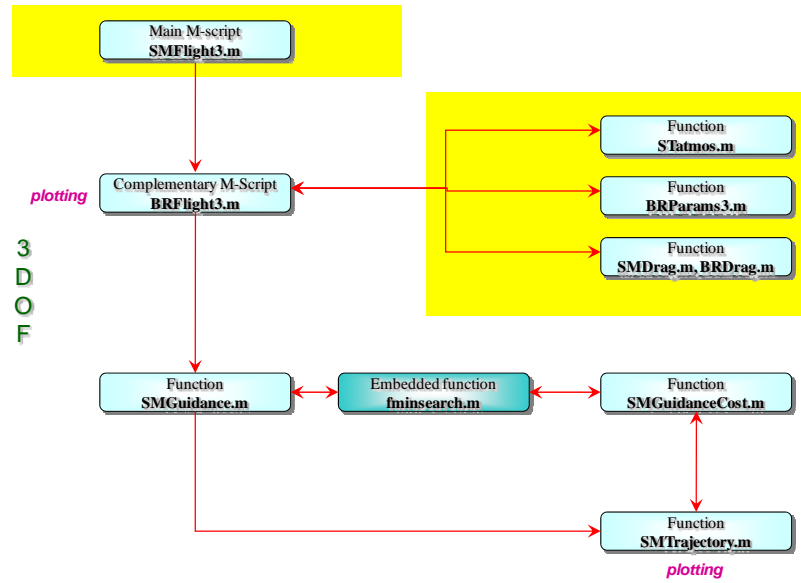 Main M-script
SMFlight3.m
Function
STatmos.m
plotting
Complementary M-Script
BRFlight3.m
Function
BRParams3.m
Function
SMDrag.m, BRDrag.m
3
D
O
F
Function
SMGuidance.m
Embedded function
fminsearch.m
Function
SMGuidanceCost.m
Function
SMTrajectory.m
plotting